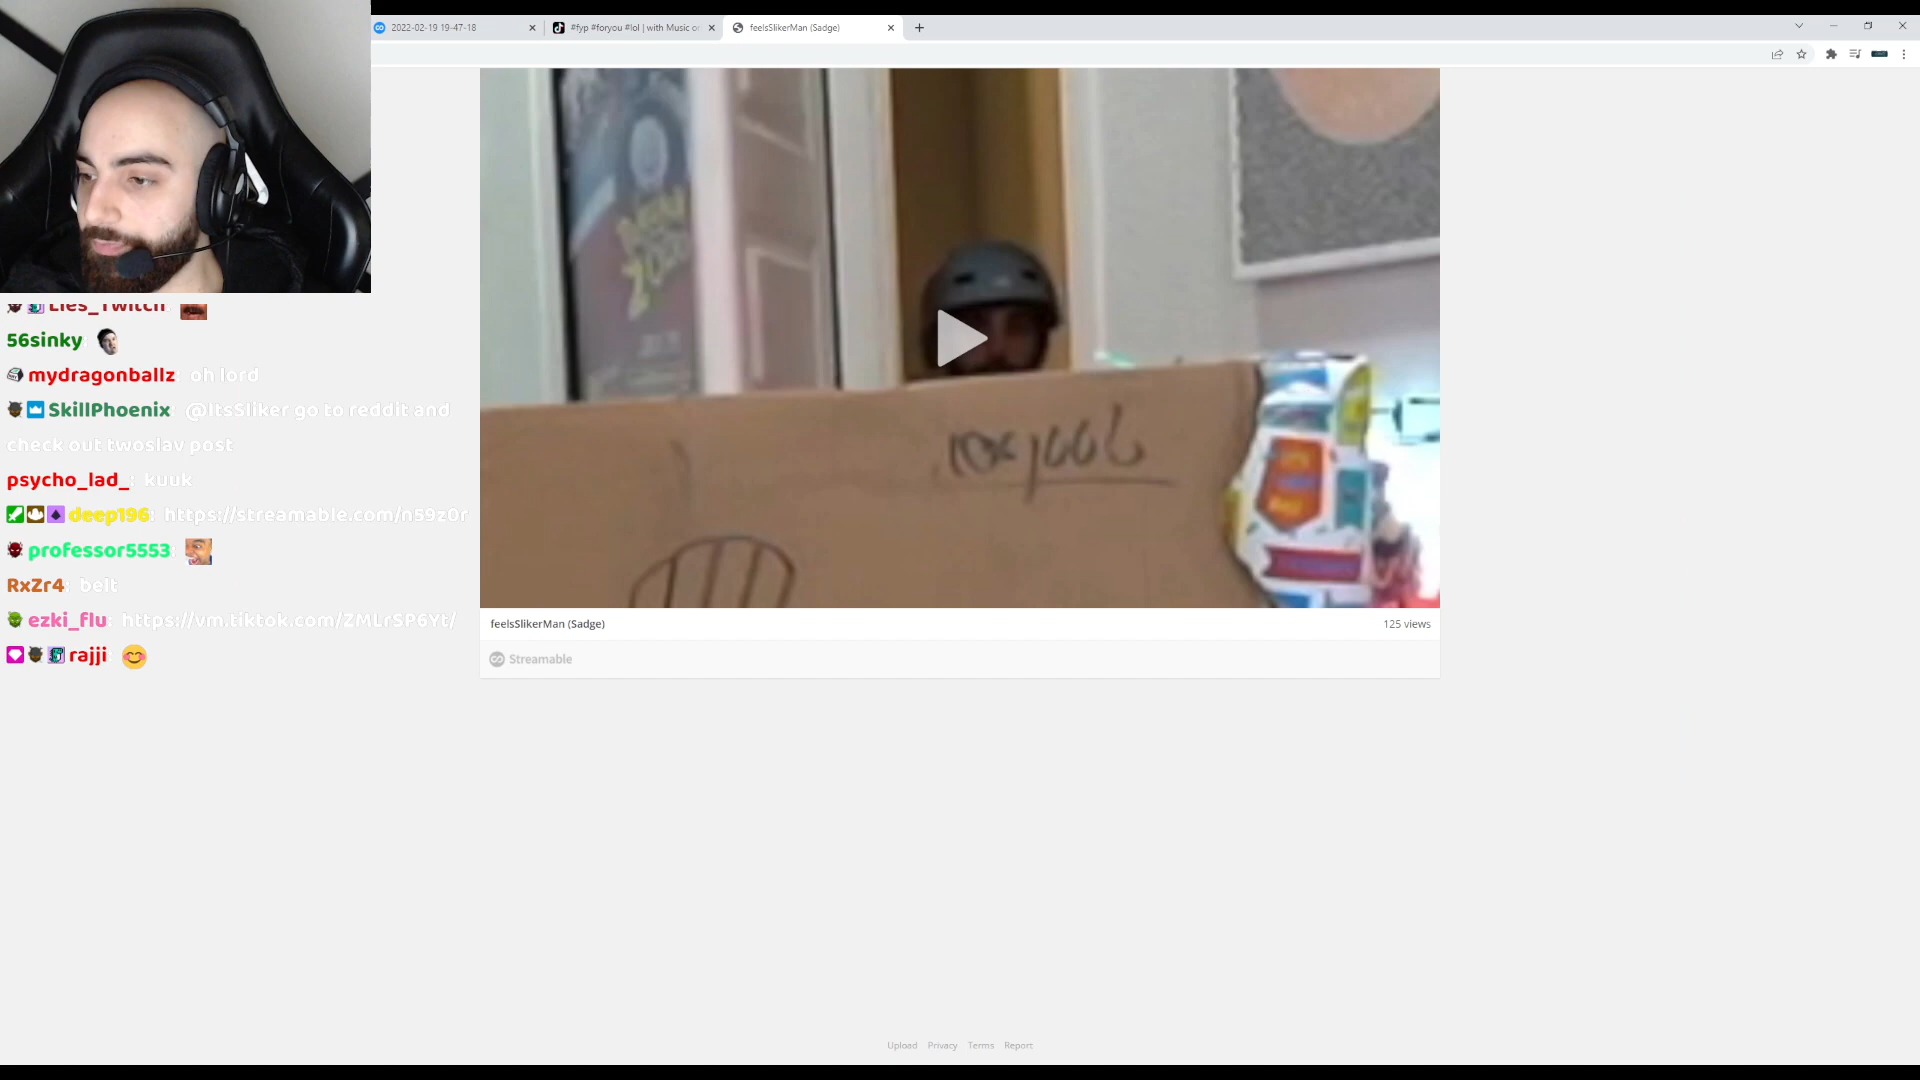 2022-02-19 19-47-18
#fyp #foryou #lol | with Music o
feelsSlikerMan (Sadge)
Lies_Twitch
56sinky:
mydragonballz: oh lord
SkillPhoenix: @ItsSliker go to reddit and
check out twoslav post
psycho_lad_: kuuk
deep196: https://streamable.com/n59z0r
professor5553:
RxZr4: belt
ezki_flu: https://vm.tiktok.com/ZMLrSP6Yt/
rajji:
feelsSlikerMan (Sadge)
125 views
Streamable
Upload Privacy Terms Report